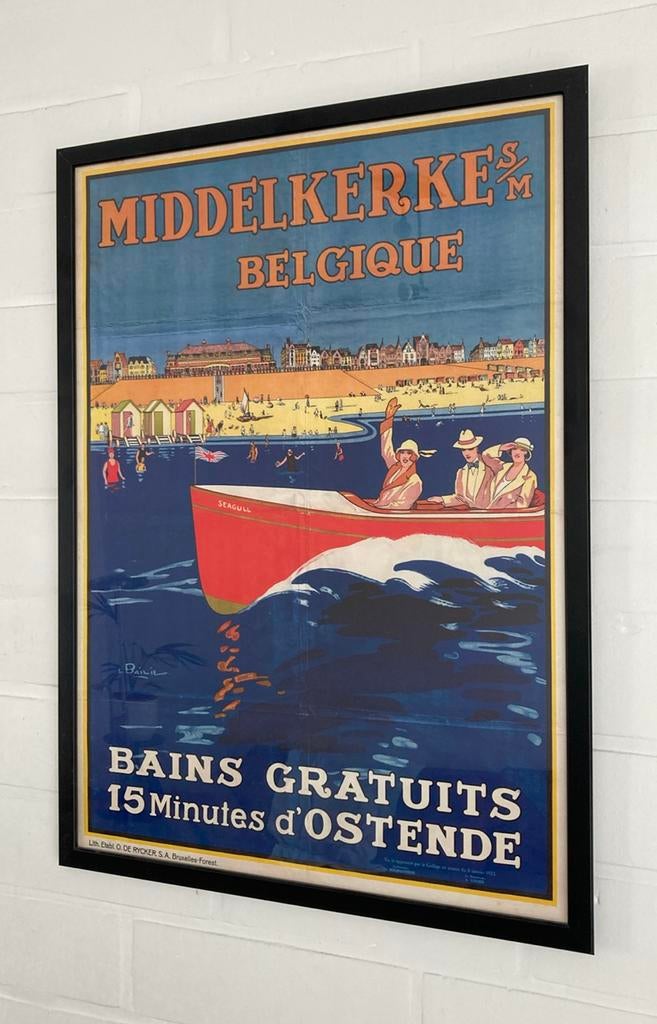 MIDDELKERKE S/M
BELGIQUE
SEAGULL
BAINS GRATUITS
15 Minutes d'OSTENDE
Lith. Etabl. O. DE RYCKER S.A. Bruxelles-Forest.